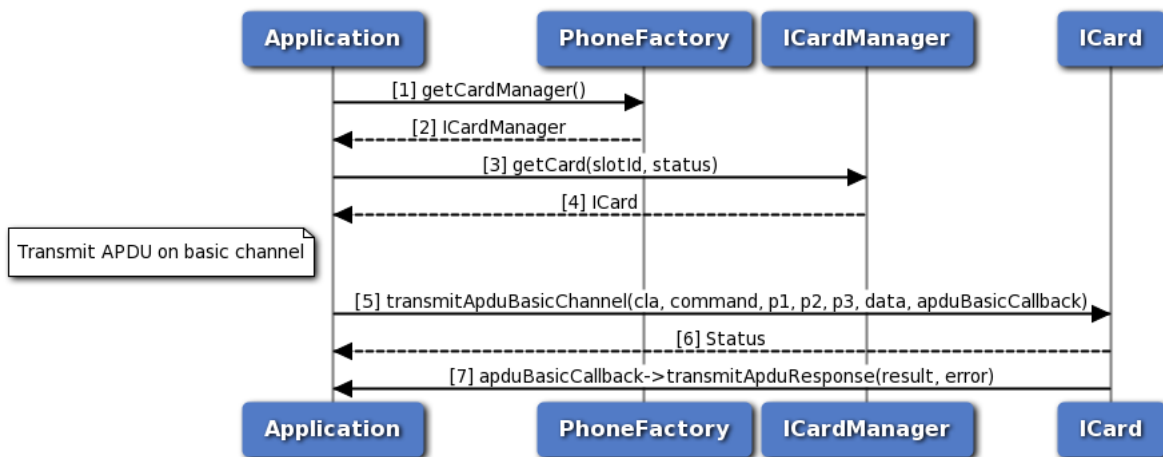 Application PhoneFactory ICardManager ICard
[1] getCardManager()
[2] ICardManager
[3] getCard(slotId, status)
[4] ICard
Transmit APDU on basic channel
[5] transmitApduBasicChannel(cla, command, p1, p2, p3, data, apduBasicCallback)
[6] Status
[7] apduBasicCallback->transmitApduResponse(result, error)
Application PhoneFactory ICardManager ICard